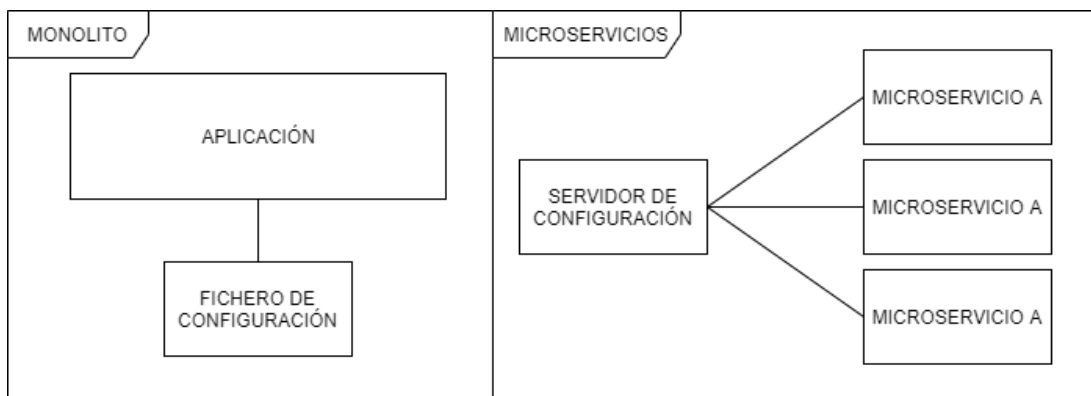 MONOLITO
APLICACIÓN
FICHERO DE
CONFIGURACIÓN
MICROSERVICIOS
SERVIDOR DE
CONFIGURACIÓN
MICROSERVICIO A
MICROSERVICIO A
MICROSERVICIO A